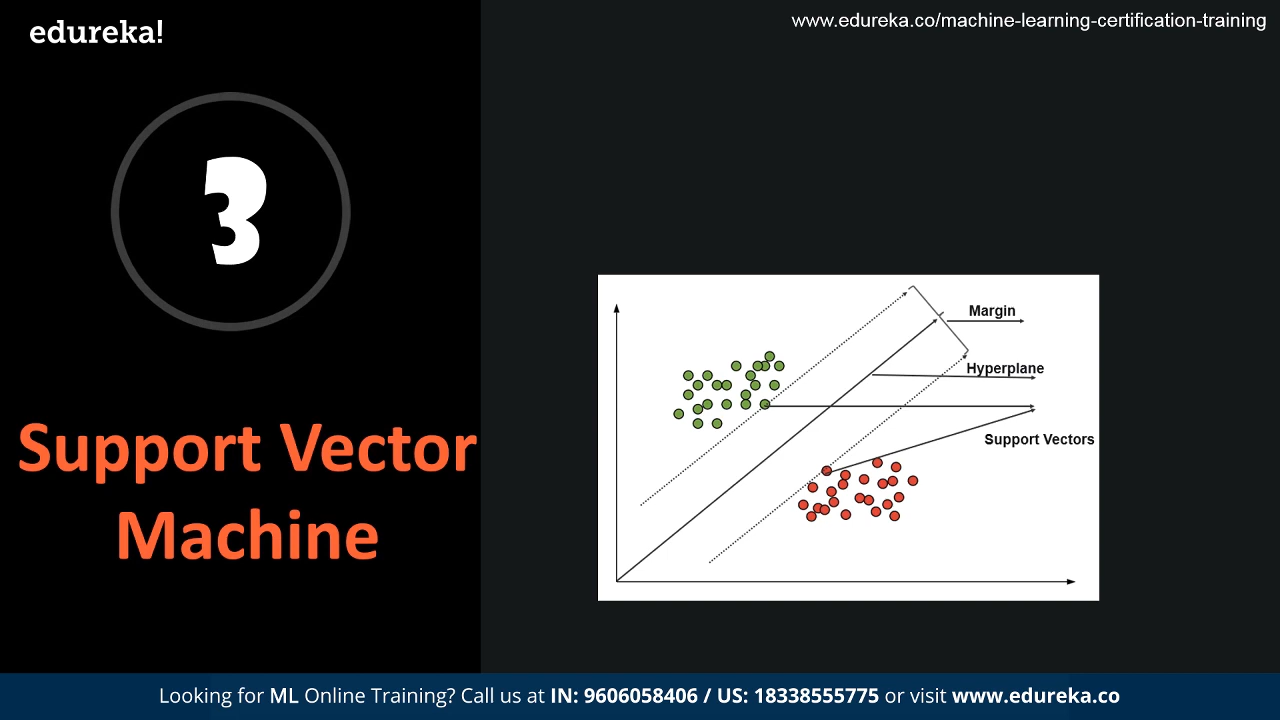 edureka!
www.edureka.co/machine-learning-certification-training
3
Support Vector
Machine
Margin
Hyperplane
Support Vectors
Looking for ML Online Training? Call us at IN: 9606058406 / US: 18338555775 or visit www.edureka.co